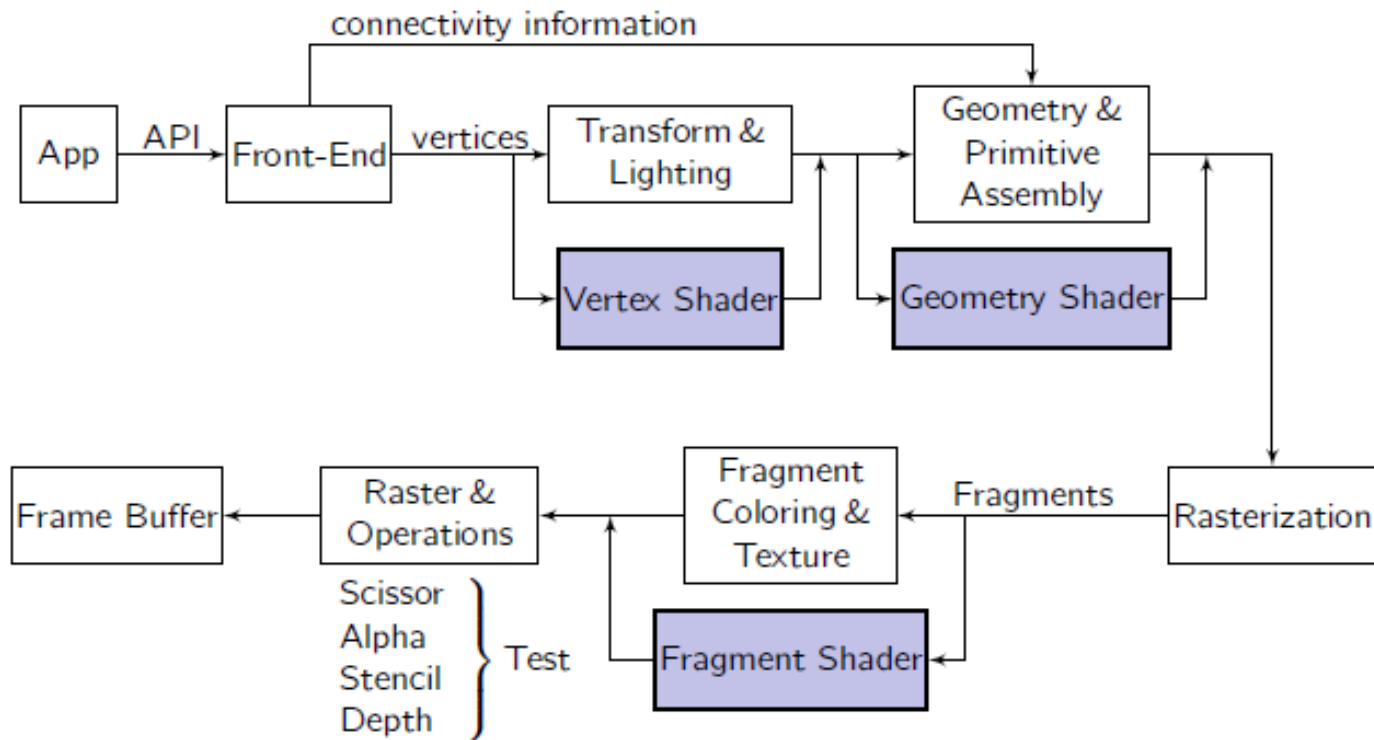 connectivity information
App
API
Front-End
vertices
Transform &
Lighting
Geometry &
Primitive
Assembly
Vertex Shader
Geometry Shader
Frame Buffer
Raster &
Operations
Fragment
Coloring &
Texture
Fragments
Rasterization
Scissor
Alpha
Stencil
Depth
Test
Fragment Shader